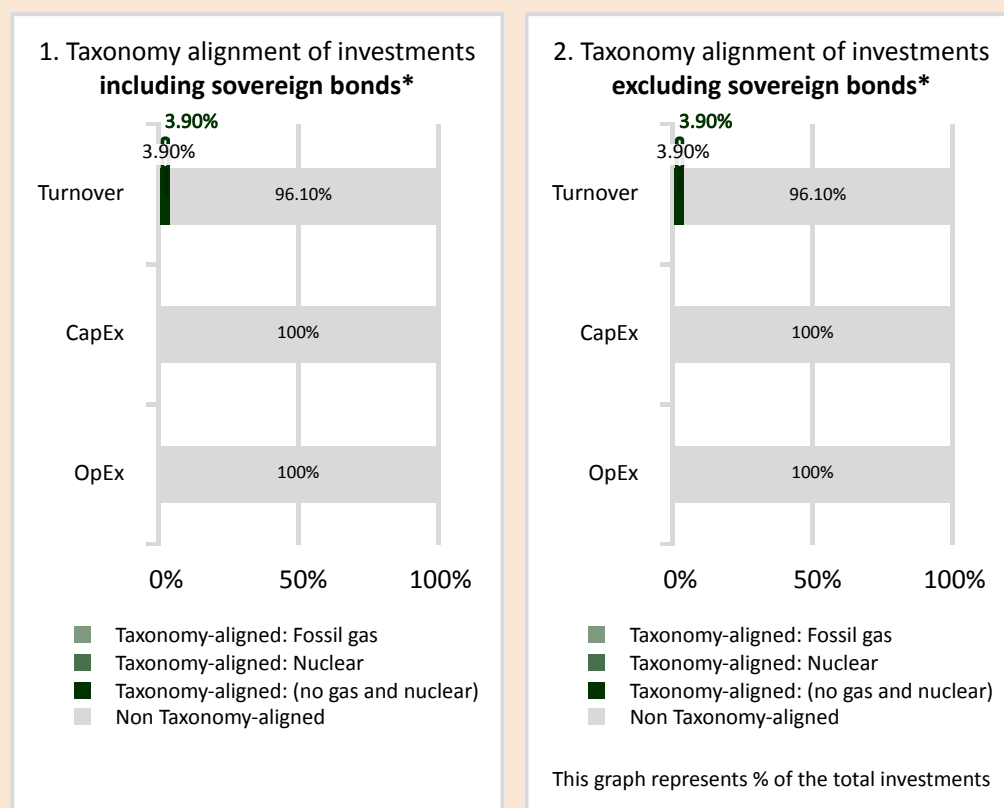 1. Taxonomy alignment of investments
including sovereign bonds*
3.90%
3.90%
Turnover
96.10%
CapEx
100%
OpEx
100%
0% 50% 100%
Taxonomy-aligned: Fossil gas
Taxonomy-aligned: Nuclear
Taxonomy-aligned: (no gas and nuclear)
Non Taxonomy-aligned
2. Taxonomy alignment of investments
excluding sovereign bonds*
3.90%
3.90%
Turnover
96.10%
CapEx
100%
OpEx
100%
0% 50% 100%
Taxonomy-aligned: Fossil gas
Taxonomy-aligned: Nuclear
Taxonomy-aligned: (no gas and nuclear)
Non Taxonomy-aligned
This graph represents % of the total investments